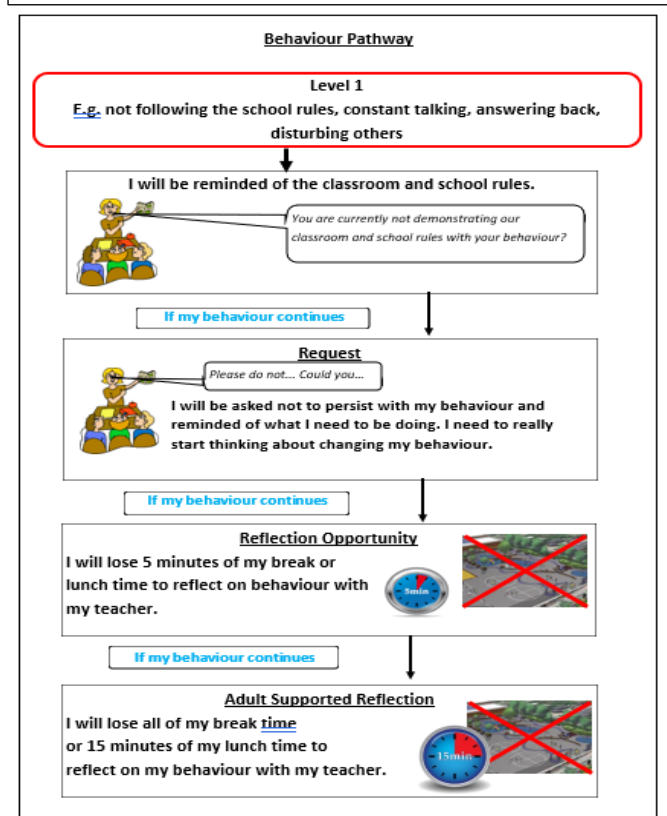 Behaviour Pathway
Level 1
E.g. not following the school rules, constant talking, answering back,
disturbing others
I will be reminded of the classroom and school rules.
You are currently not demonstrating our
classroom and school rules with your behaviour?
If my behaviour continues
Request
Please do not... Could you...
I will be asked not to persist with my behaviour and
reminded of what I need to be doing. I need to really
start thinking about changing my behaviour.
If my behaviour continues
Reflection Opportunity
I will lose 5 minutes of my break or
lunch time to reflect on behaviour with
my teacher.
5min
If my behaviour continues
Adult Supported Reflection
I will lose all of my break time
or 15 minutes of my lunch time to
reflect on my behaviour with my teacher.
15min